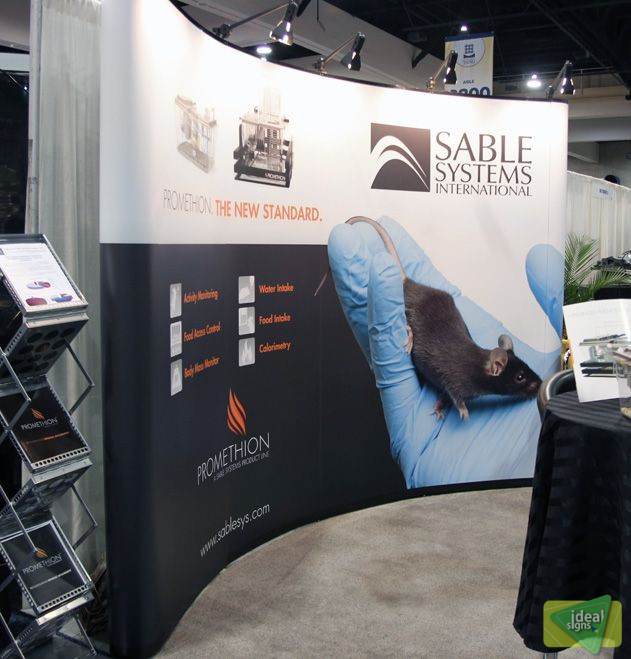 SABLE
SYSTEMS
INTERNATIONAL
PROMETHION. THE NEW STANDARD.
Activity Monitoring
Food Access Control
Body Mass Monitor
Water Intake
Food Intake
Calorimetry
PROMETHION
A SABLE SYSTEMS PRODUCT LINE
www.sablesys.com
PROMETHION
PROMETHION
AISLE
ideal
signs